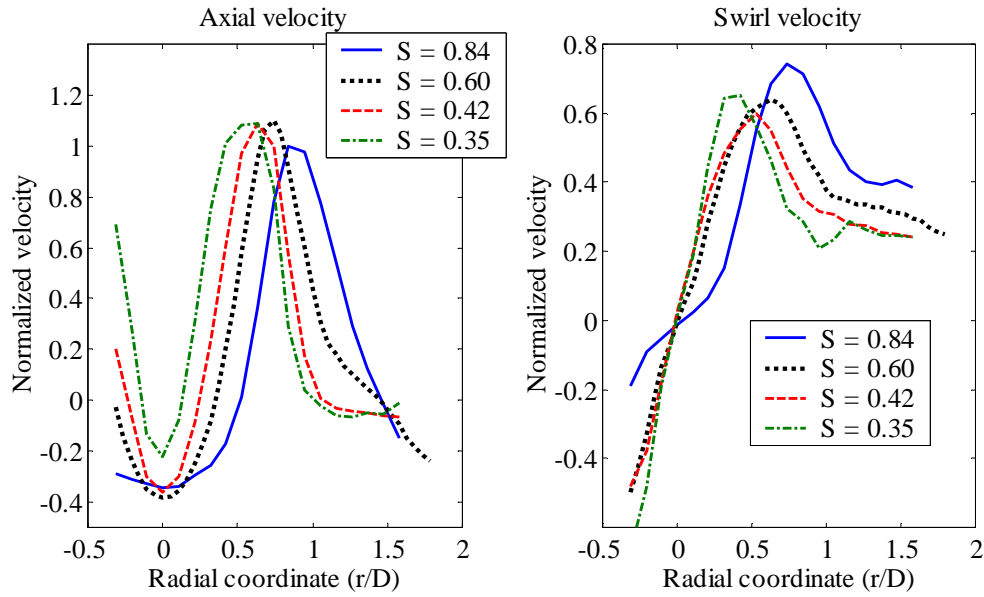 Axial velocity
S = 0.84
S = 0.60
S = 0.42
S = 0.35
1.2
1
0.8
0.6
0.4
0.2
0
-0.2
-0.4
Normalized velocity
-0.5 0 0.5 1 1.5 2
Radial coordinate (r/D)
Swirl velocity
0.8
0.6
0.4
0.2
0
-0.2
-0.4
Normalized velocity
S = 0.84
S = 0.60
S = 0.42
S = 0.35
-0.5 0 0.5 1 1.5 2
Radial coordinate (r/D)